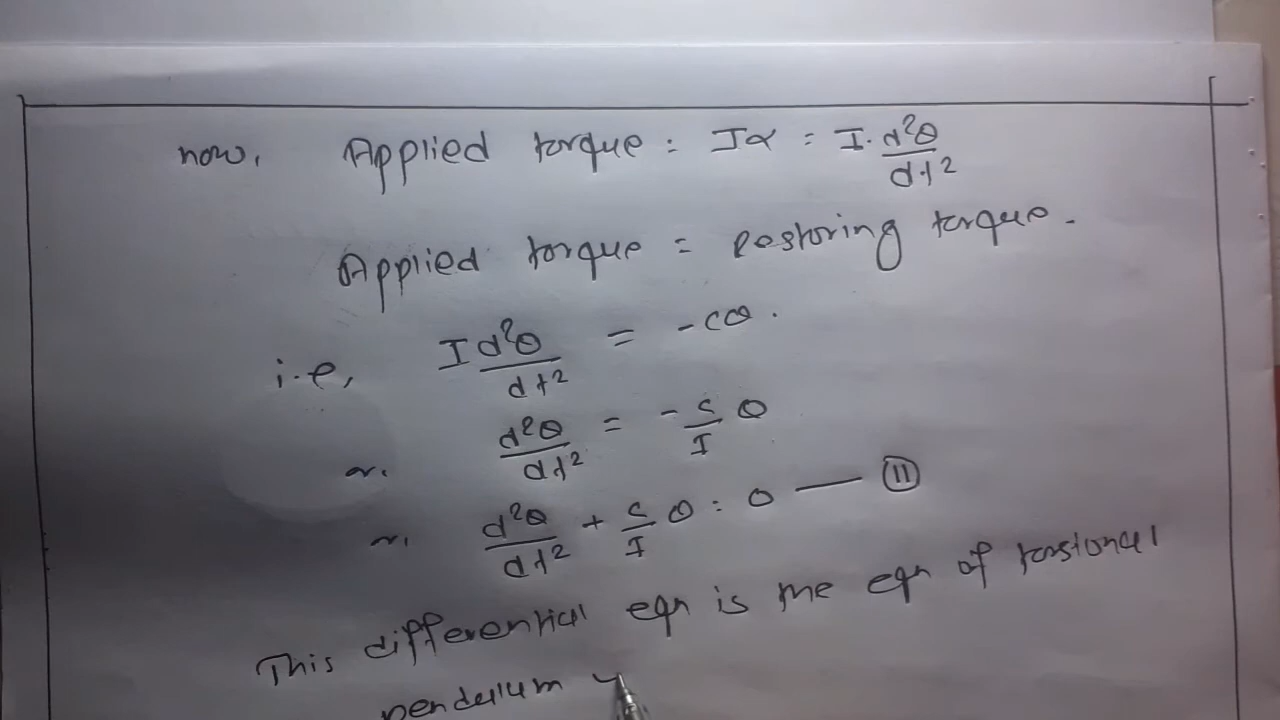 now, Applied torque = Iα = I. d²θ/dt²
Applied torque = Restoring torque.
i.e, I d²θ/dt² = -cθ.
or, d²θ/dt² = - c/I θ
or, d²θ/dt² + c/I θ = 0 — (II)
This differential eqn is the eqn of torsional
pendulum